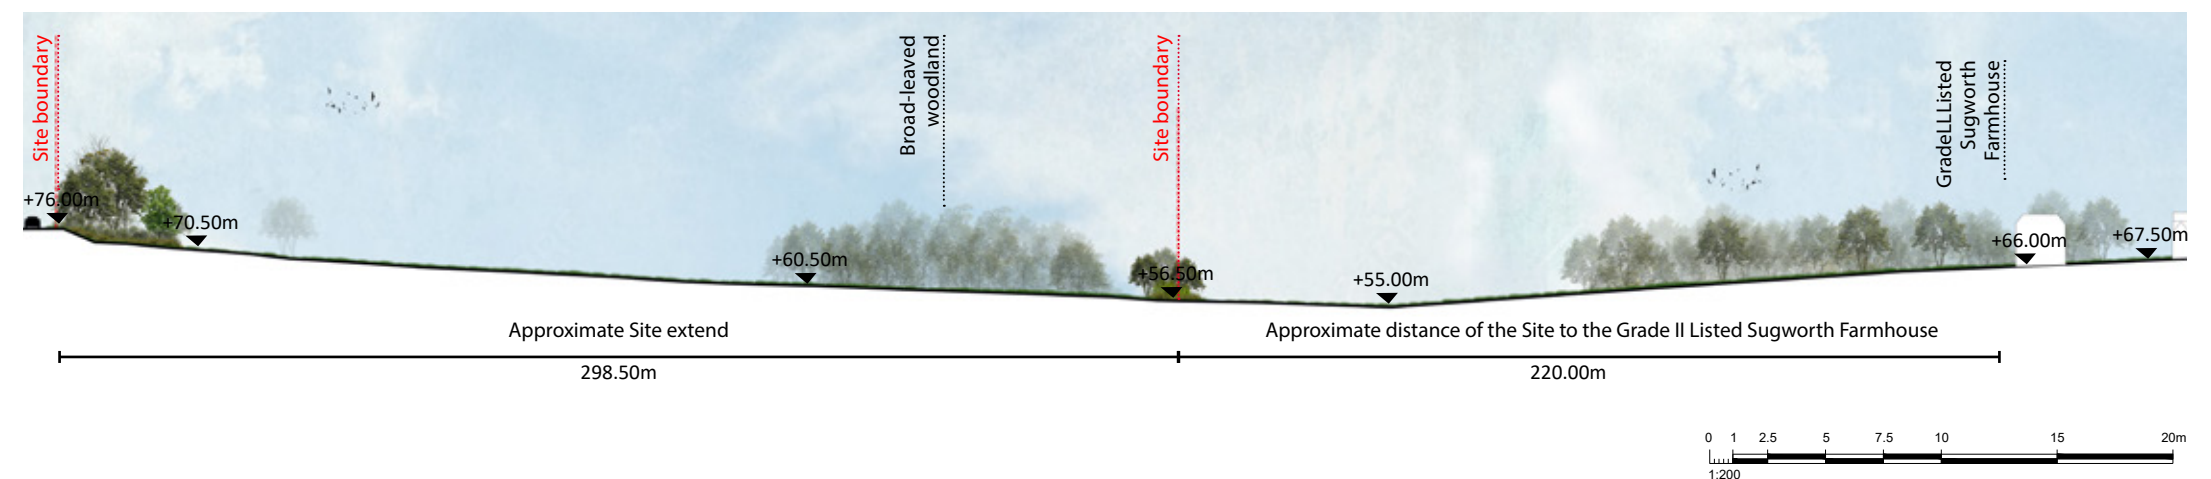 Site boundary
Broad-leaved
woodland
Site boundary
GradeLLListed
Sugworth
Farmhouse
+76.00m
+70.50m
+60.50m
+56.50m
+55.00m
+66.00m
+67.50m
Approximate Site extend
Approximate distance of the Site to the Grade II Listed Sugworth Farmhouse
298.50m
220.00m
0 1 2.5 5 7.5 10 15 20m
1:200